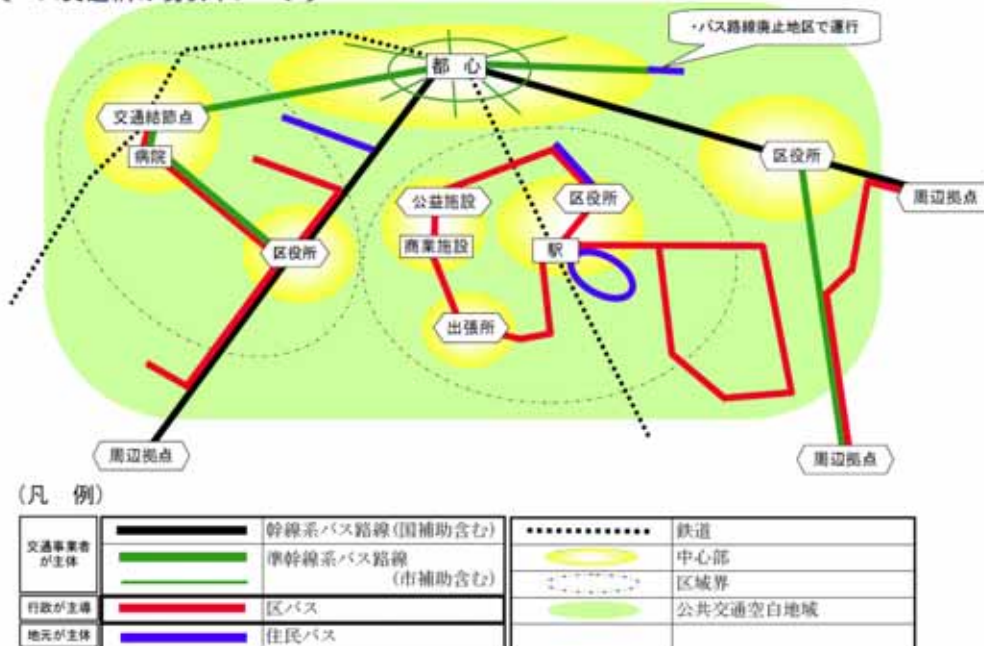 ・バス路線廃止地区で運行
都 心
交通結節点
病院
区役所
公益施設
商業施設
区役所
駅
出張所
区役所
周辺拠点
周辺拠点
周辺拠点
(凡 例)
交通事業者
が主体
幹線系バス路線(国補助含む)
準幹線系バス路線
(市補助含む)
行政が主導
区バス
地元が主体
住民バス
鉄道
中心部
区域界
公共交通空白地域